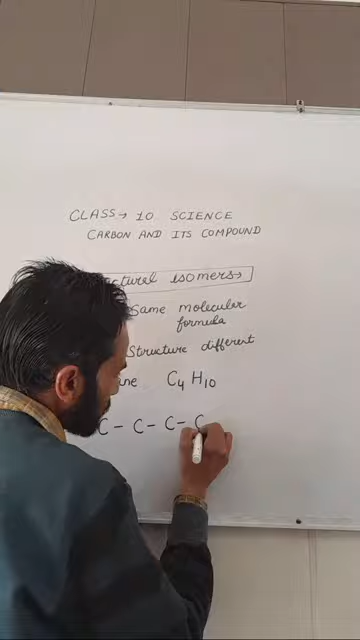 CLASS → 10 SCIENCE
CARBON AND ITS COMPOUND
ctural isomers→
Same molecular
formula
Structure different
ne C₄ H₁₀
C – C – C – C